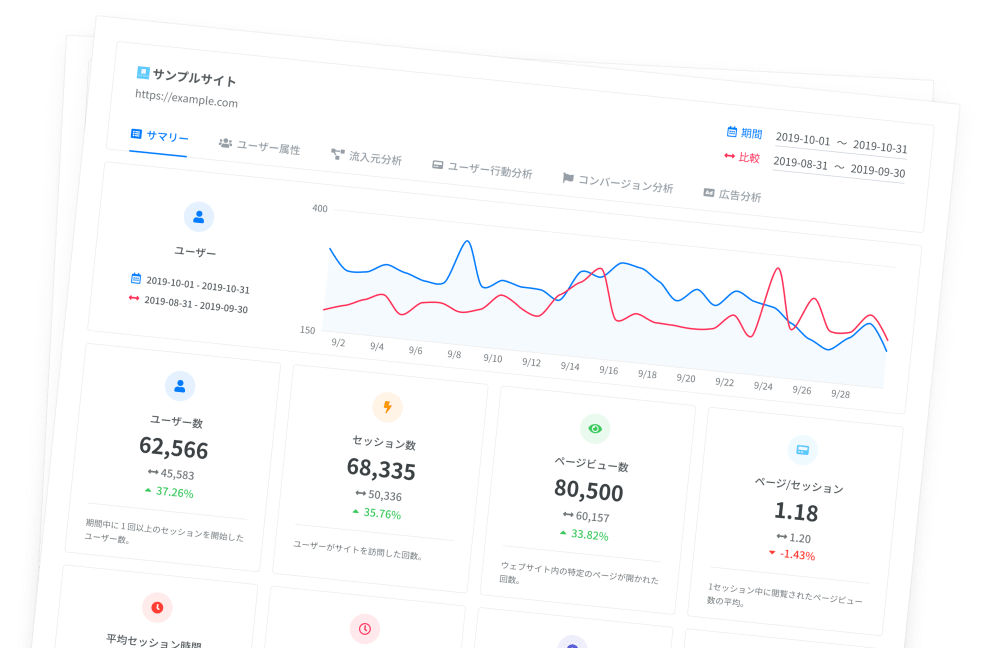 サンプルサイト
https://example.com
期間 2019-10-01 〜 2019-10-31
比較 2019-08-31 〜 2019-09-30
サマリー ユーザー属性 流入元分析 ユーザー行動分析 コンバージョン分析 広告分析
ユーザー
2019-10-01 - 2019-10-31
2019-08-31 - 2019-09-30
400
150
9/2 9/4 9/6 9/8 9/10 9/12 9/14 9/16 9/18 9/20 9/22 9/24 9/26 9/28
ユーザー数
62,566
45,583
37.26%
期間中に1回以上のセッションを開始した
ユーザー数。
セッション数
68,335
50,336
35.76%
ユーザーがサイトを訪問した回数。
ページビュー数
80,500
60,157
33.82%
ウェブサイト内の特定のページが開かれた
回数。
ページ/セッション
1.18
1.20
-1.43%
1セッション中に閲覧されたページビュー
数の平均。
平均セッション時間